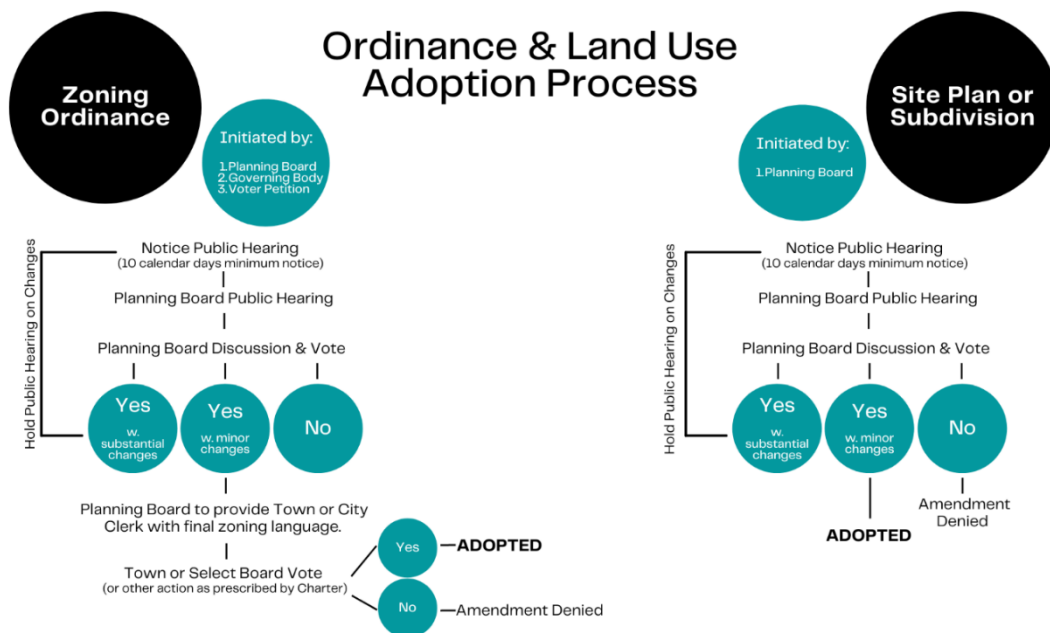 Ordinance & Land Use
Adoption Process
Zoning
Ordinance
Initiated by:
1.Planning Board
2.Governing Body
3.Voter Petition
Hold Public Hearing on Changes
Notice Public Hearing
(10 calendar days minimum notice)
Planning Board Public Hearing
Planning Board Discussion & Vote
Yes
w.
substantial
changes
Yes
w. minor
changes
No
Planning Board to provide Town or City
Clerk with final zoning language.
Town or Select Board Vote
(or other action as prescribed by Charter)
Yes
ADOPTED
No
Amendment Denied
Site Plan or
Subdivision
Initiated by:
1.Planning Board
Hold Public Hearing on Changes
Notice Public Hearing
(10 calendar days minimum notice)
Planning Board Public Hearing
Planning Board Discussion & Vote
Yes
w.
substantial
changes
Yes
w. minor
changes
No
ADOPTED
Amendment
Denied